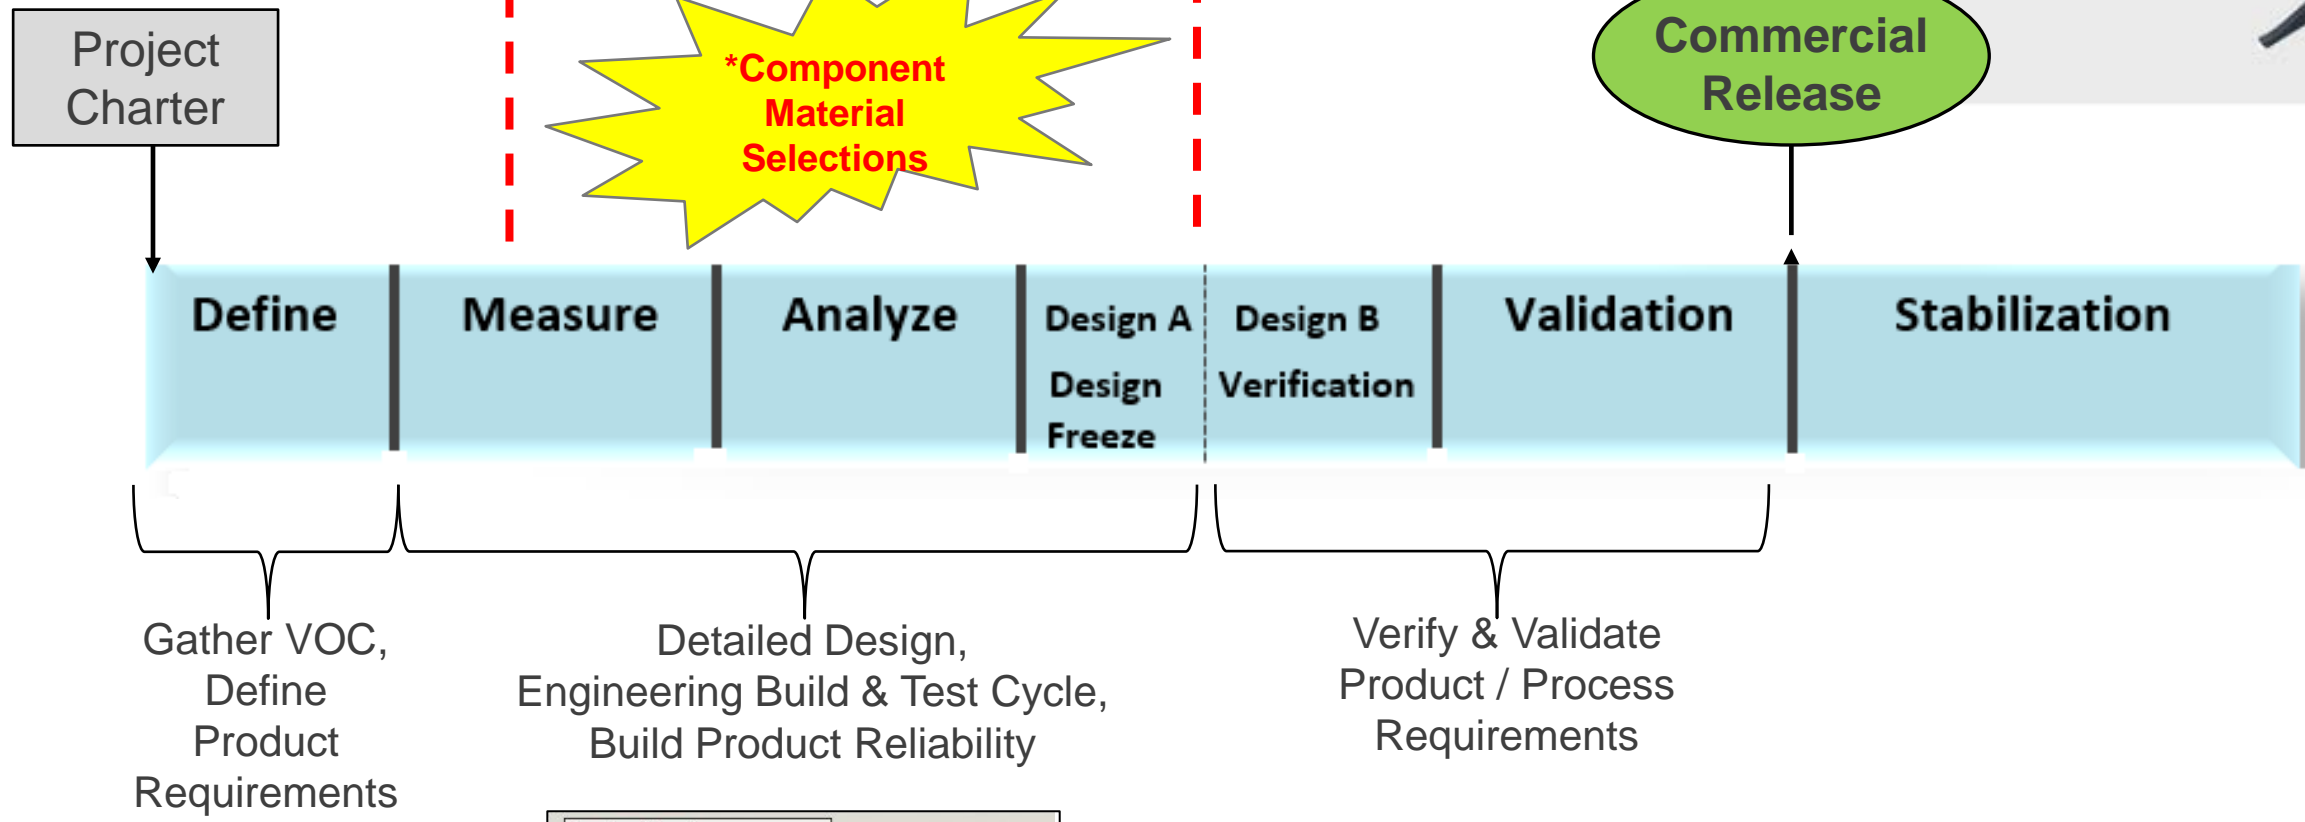 Project
Charter
*Component
Material
Selections
Commercial
Release
Define
Measure
Analyze
Design A
Design
Freeze
Design B
Verification
Validation
Stabilization
Gather VOC,
Define
Product
Requirements
Detailed Design,
Engineering Build & Test Cycle,
Build Product Reliability
Verify & Validate
Product / Process
Requirements